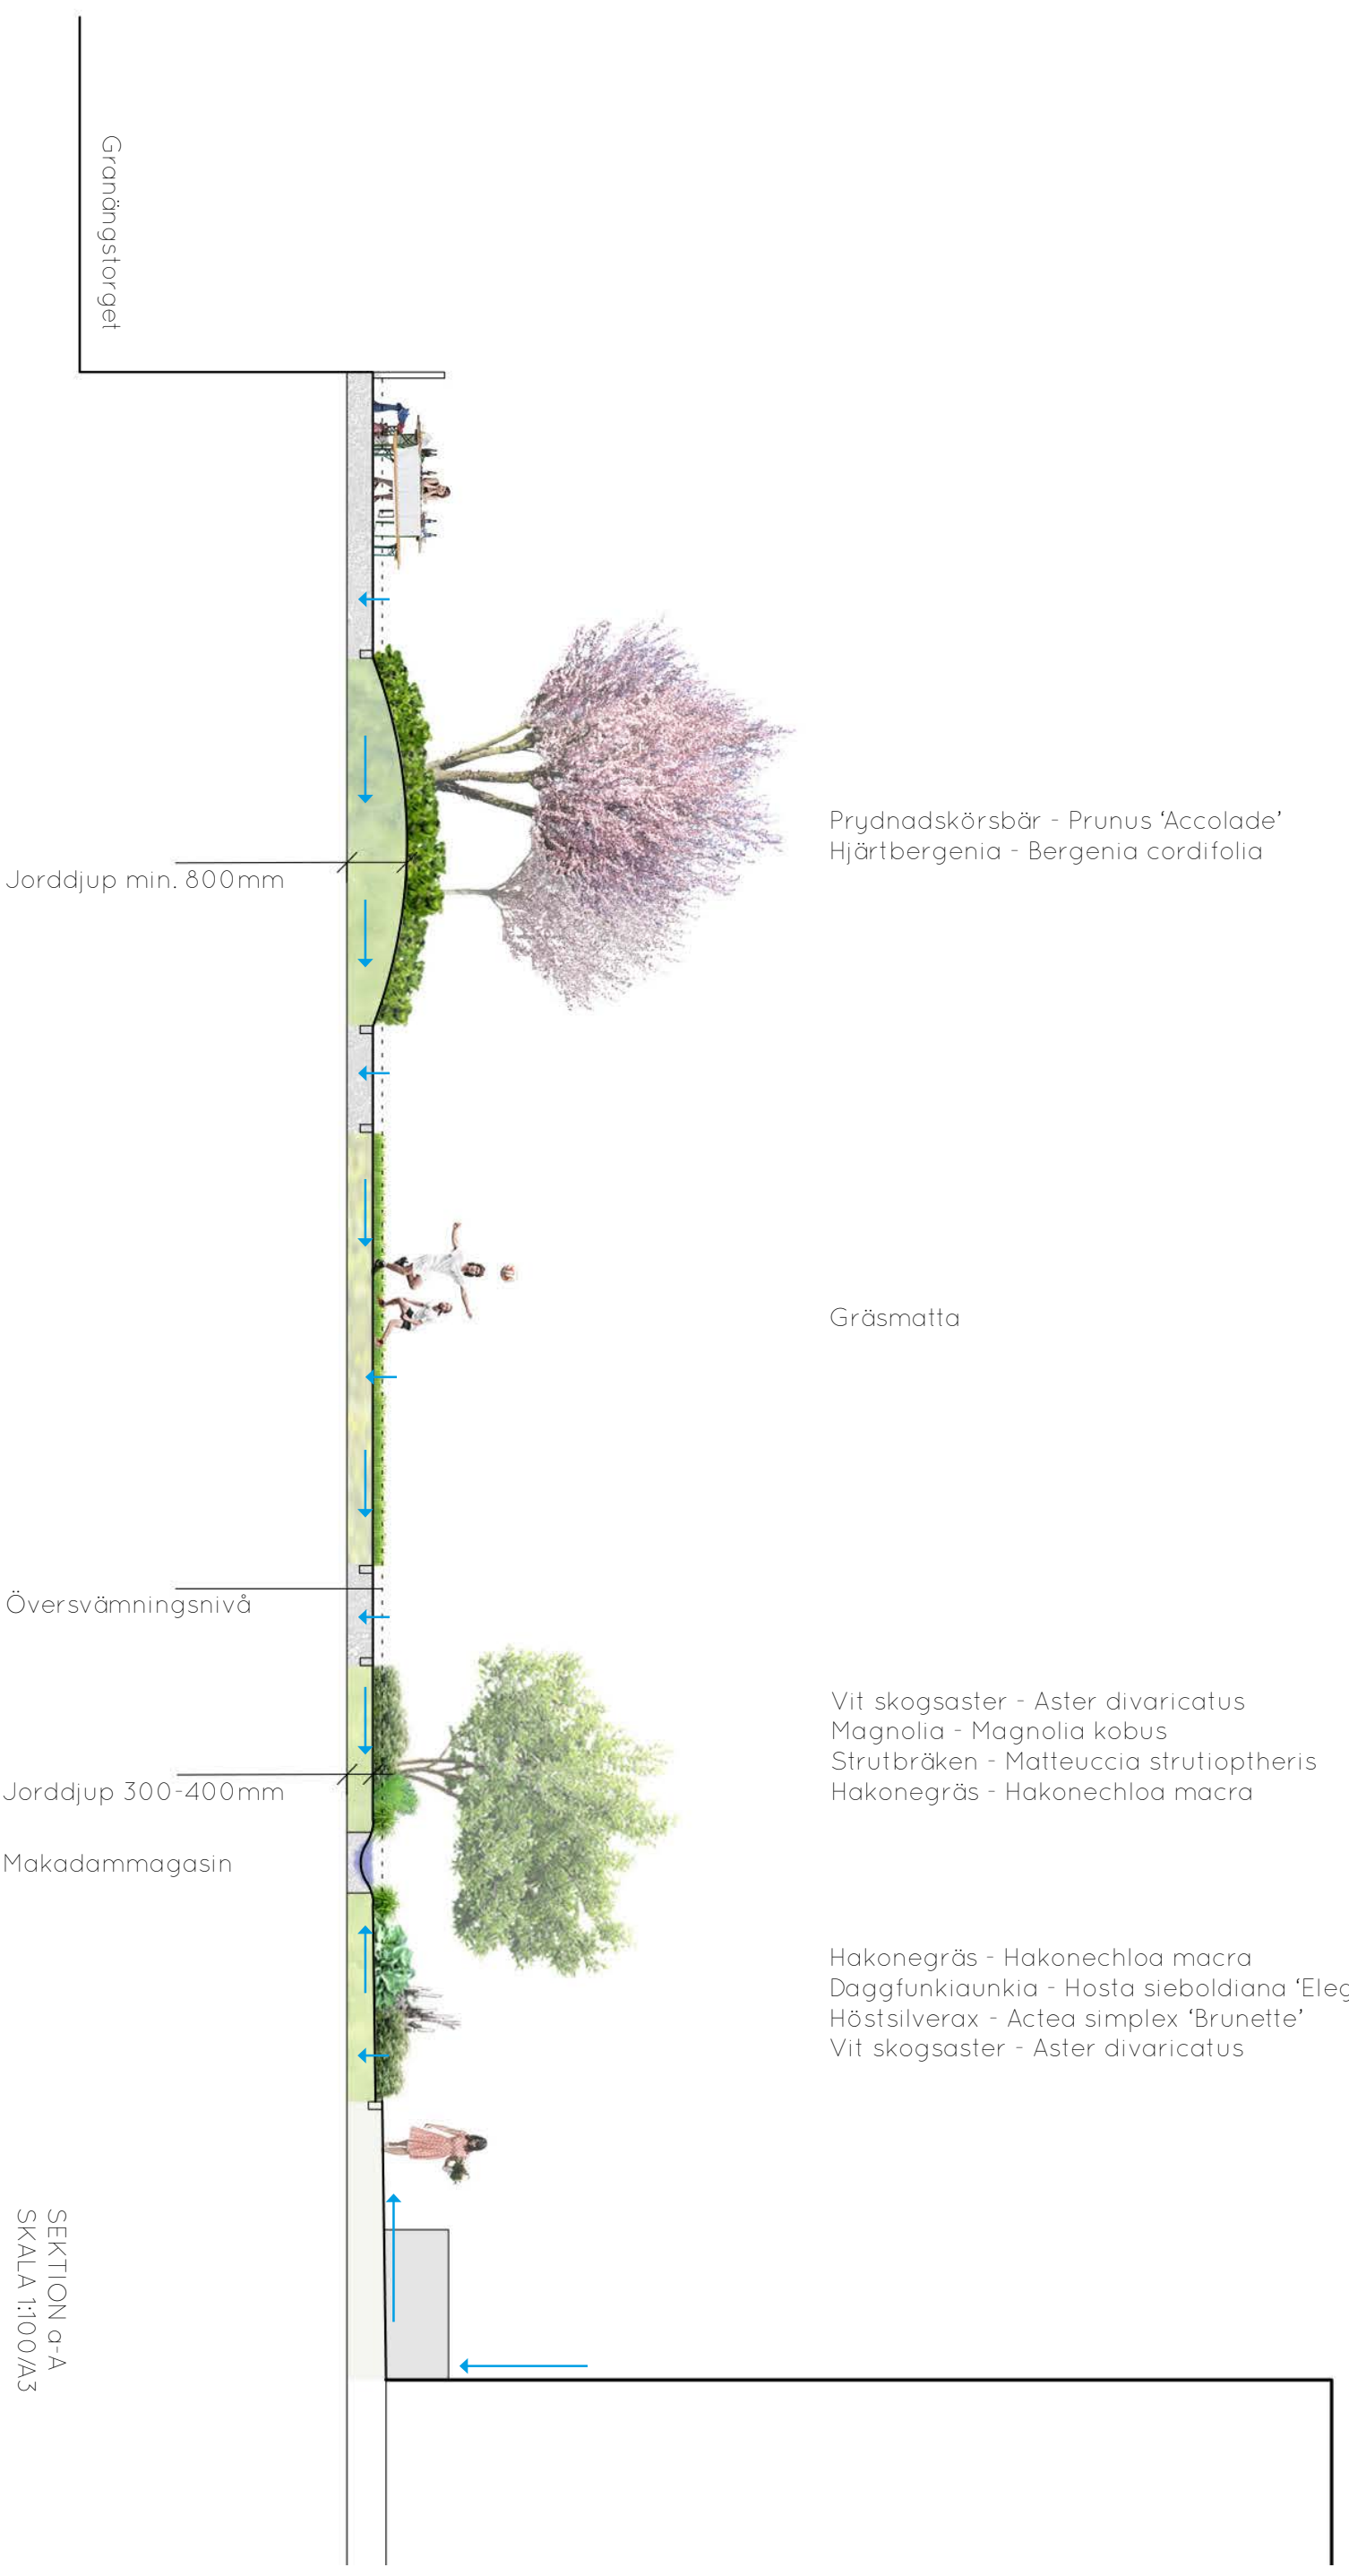 Granängstorget
Prydnadskörsbär - Prunus ‘Accolade’
Hjärtbergenia - Bergenia cordifolia
Jorddjup min. 800mm
Gräsmatta
Översvämningsnivå
Vit skogsaster - Aster divaricatus
Magnolia - Magnolia kobus
Strutbräken - Matteuccia strutioptheris
Hakonegräs - Hakonechloa macra
Jorddjup 300-400mm
Makadammagasin
Hakonegräs - Hakonechloa macra
Daggfunkiaunkia - Hosta sieboldiana ‘Eleg
Höstsilverax - Actea simplex ‘Brunette’
Vit skogsaster - Aster divaricatus
SEKTION a-A
SKALA 1:100/A3